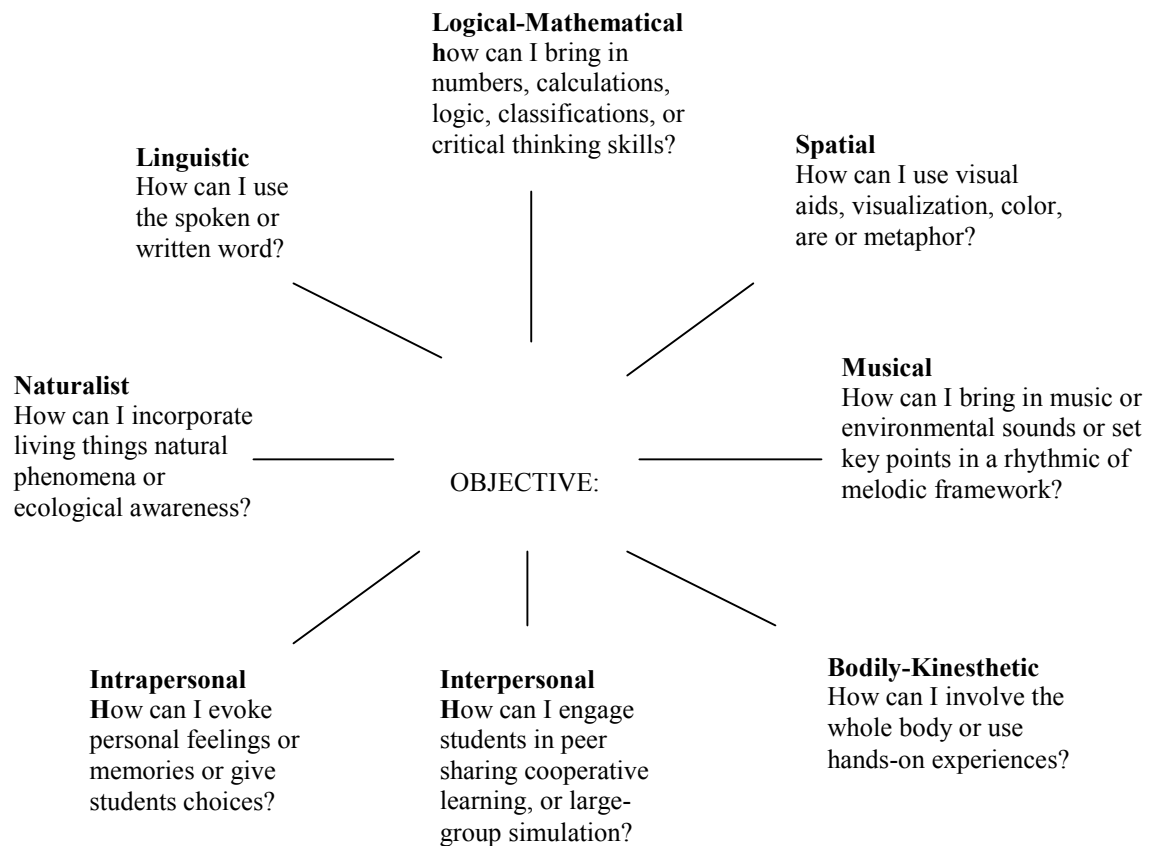 Logical-Mathematical
how can I bring in
numbers, calculations,
logic, classifications, or
critical thinking skills?
Linguistic
How can I use
the spoken or
written word?
Spatial
How can I use visual
aids, visualization, color,
are or metaphor?
Naturalist
How can I incorporate
living things natural
phenomena or
ecological awareness?
OBJECTIVE:
Musical
How can I bring in music or
environmental sounds or set
key points in a rhythmic of
melodic framework?
Intrapersonal
How can I evoke
personal feelings or
memories or give
students choices?
Interpersonal
How can I engage
students in peer
sharing cooperative
learning, or large-
group simulation?
Bodily-Kinesthetic
How can I involve the
whole body or use
hands-on experiences?